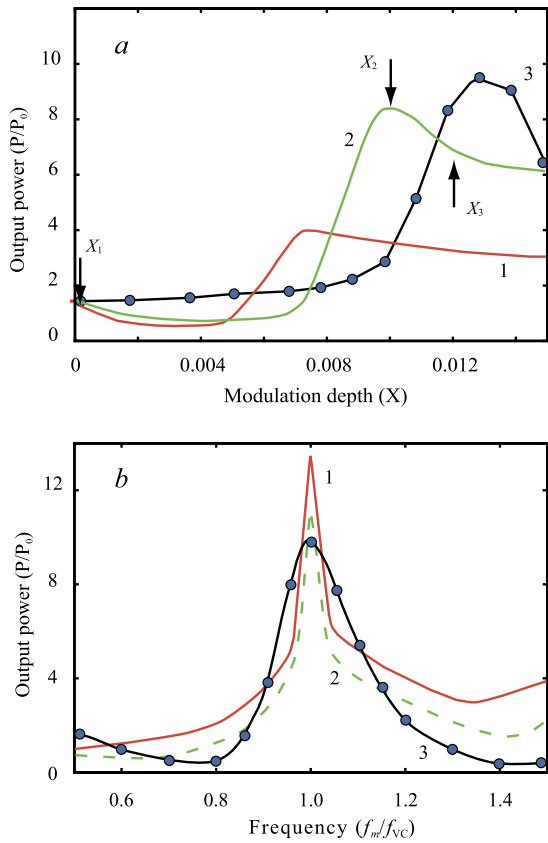 a
10
8
6
4
2
0
Output power (P/P₀)
X₁
X₂
X₃
1
2
3
0 0.004 0.008 0.012
Modulation depth (X)
b
12
8
4
0
Output power (P/P₀)
1
2
3
0.6 0.8 1.0 1.2 1.4
Frequency (fₘ/f_VC)